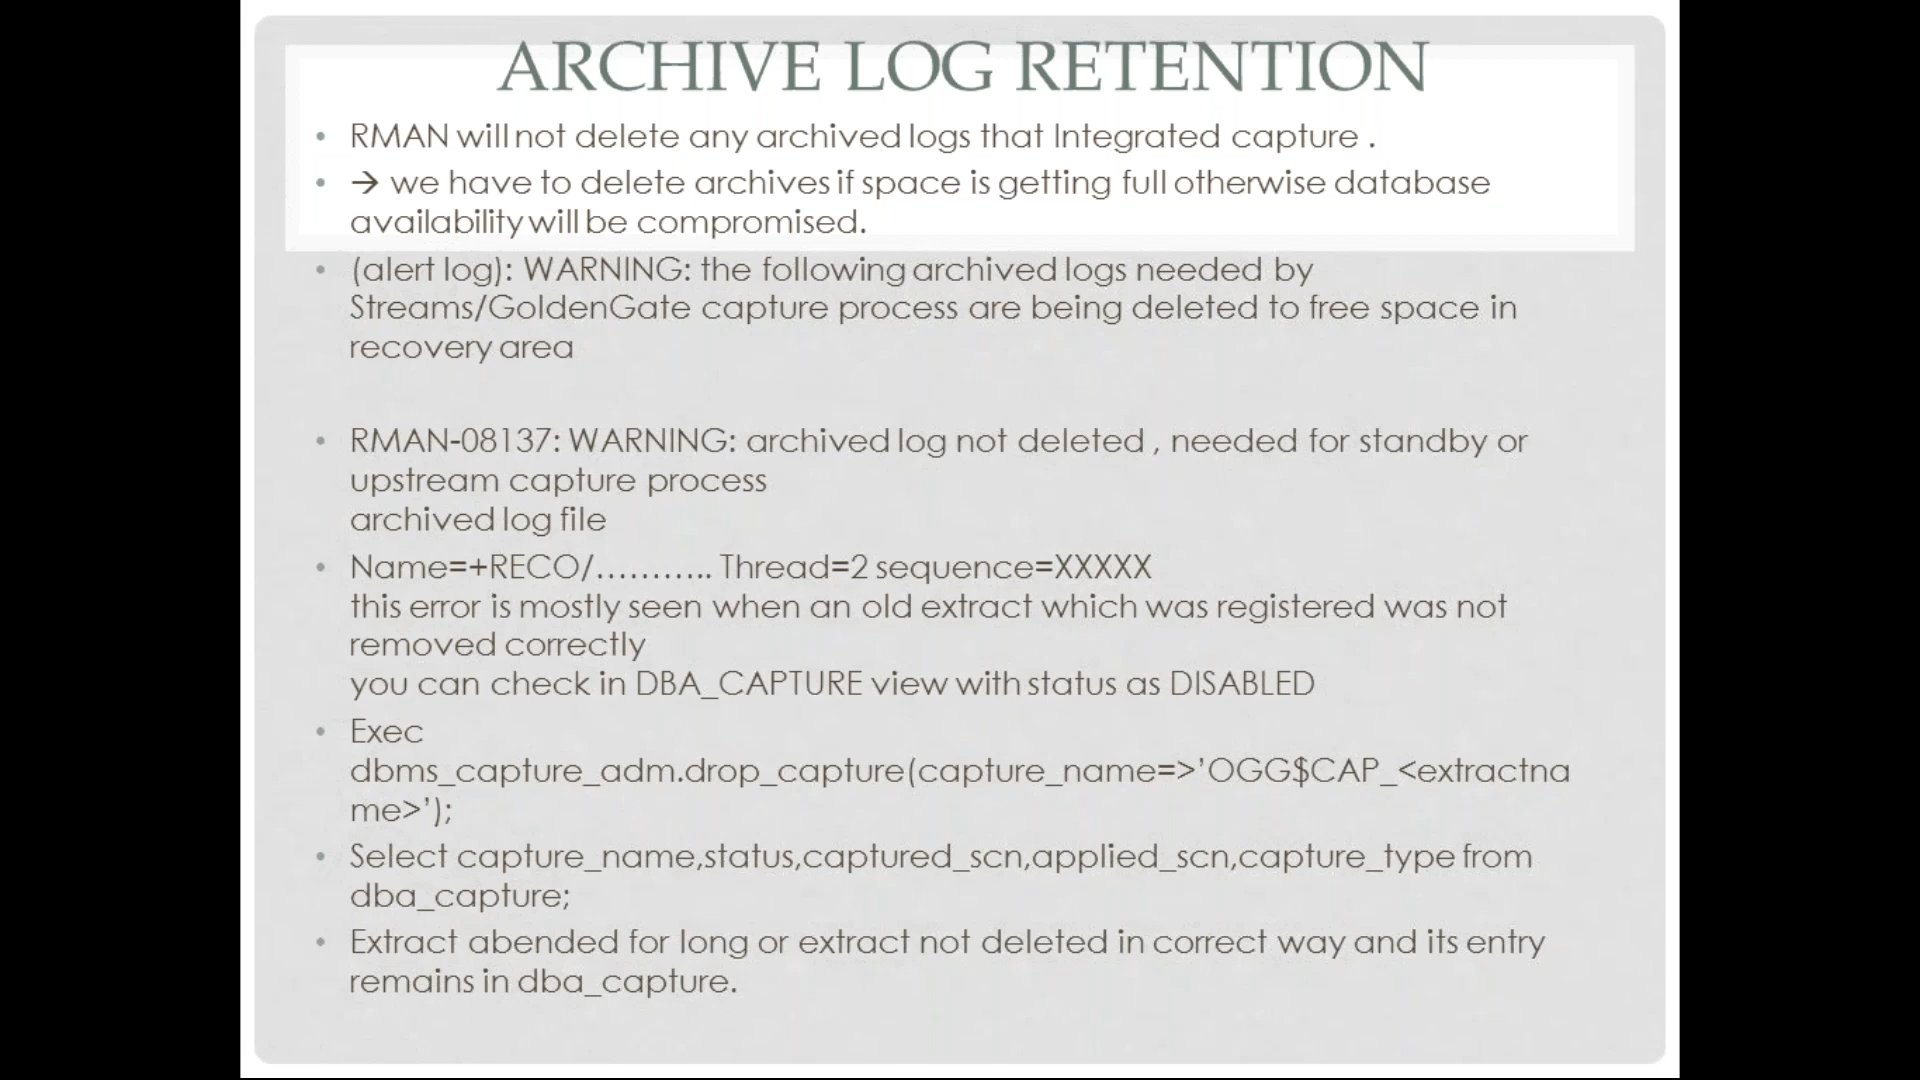 ARCHIVE LOG RETENTION
• RMAN will not delete any archived logs that Integrated capture .
• → we have to delete archives if space is getting full otherwise database
availability will be compromised.
• (alert log): WARNING: the following archived logs needed by
Streams/GoldenGate capture process are being deleted to free space in
recovery area
• RMAN-08137: WARNING: archived log not deleted , needed for standby or
upstream capture process
archived log file
• Name=+RECO/……….. Thread=2 sequence=XXXXX
this error is mostly seen when an old extract which was registered was not
removed correctly
you can check in DBA_CAPTURE view with status as DISABLED
• Exec
dbms_capture_adm.drop_capture(capture_name=>’OGG$CAP_<extractna
me>’);
• Select capture_name,status,captured_scn,applied_scn,capture_type from
dba_capture;
• Extract abended for long or extract not deleted in correct way and its entry
remains in dba_capture.